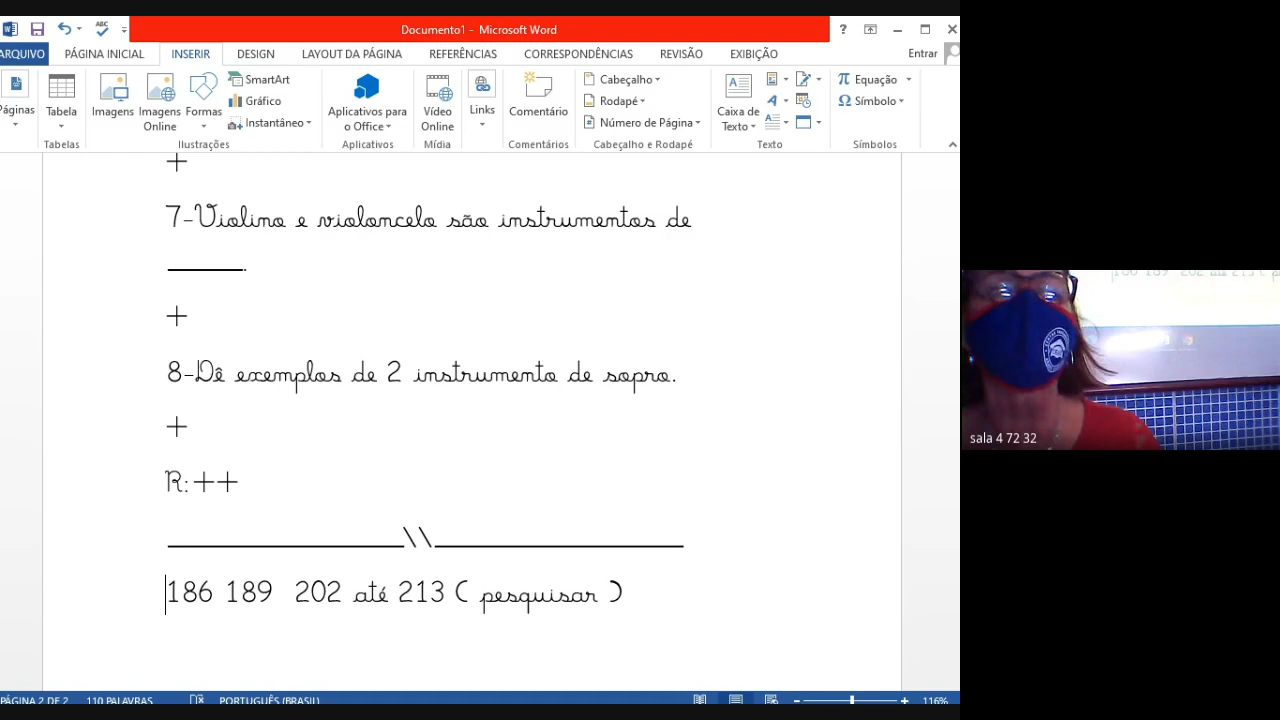 Documento1 - Microsoft Word
?
ARQUIVO PÁGINA INICIAL INSERIR DESIGN LAYOUT DA PÁGINA REFERÊNCIAS CORRESPONDÊNCIAS REVISÃO EXIBIÇÃO Entrar
Páginas
Tabela
Imagens
Imagens Online
Formas
SmartArt
Gráfico
Instantâneo
Aplicativos para o Office
Vídeo Online
Links
Comentário
Cabeçalho
Rodapé
Número de Página
Caixa de Texto
π Equação
Ω Símbolo
Tabelas Ilustrações Aplicativos Mídia Comentários Cabeçalho e Rodapé Texto Símbolos
+
7-Violino e violoncelo são instrumentos de
______.
+
8-Dê exemplos de 2 instrumento de sopro.
+
R:++
____________________\\_____________________
186 189 202 até 213 ( pesquisar )
PÁGINA 2 DE 2 110 PALAVRAS PORTUGUÊS (BRASIL) 116%
sala 4 72 32